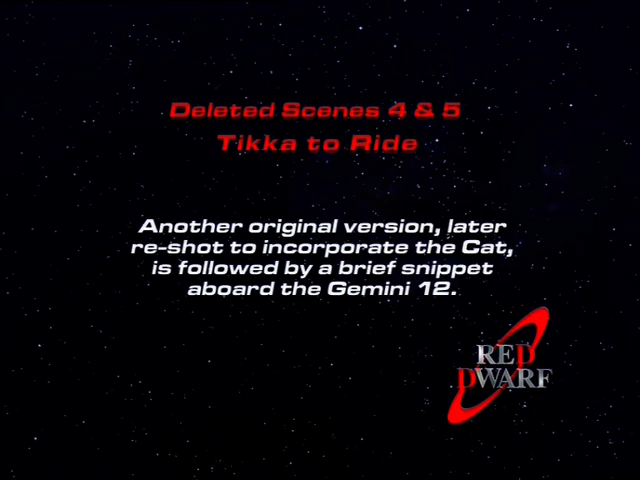 Deleted Scenes 4 & 5
Tikka to Ride
Another original version, later
re-shot to incorporate the Cat,
is followed by a brief snippet
aboard the Gemini 12.
RED
DWARF